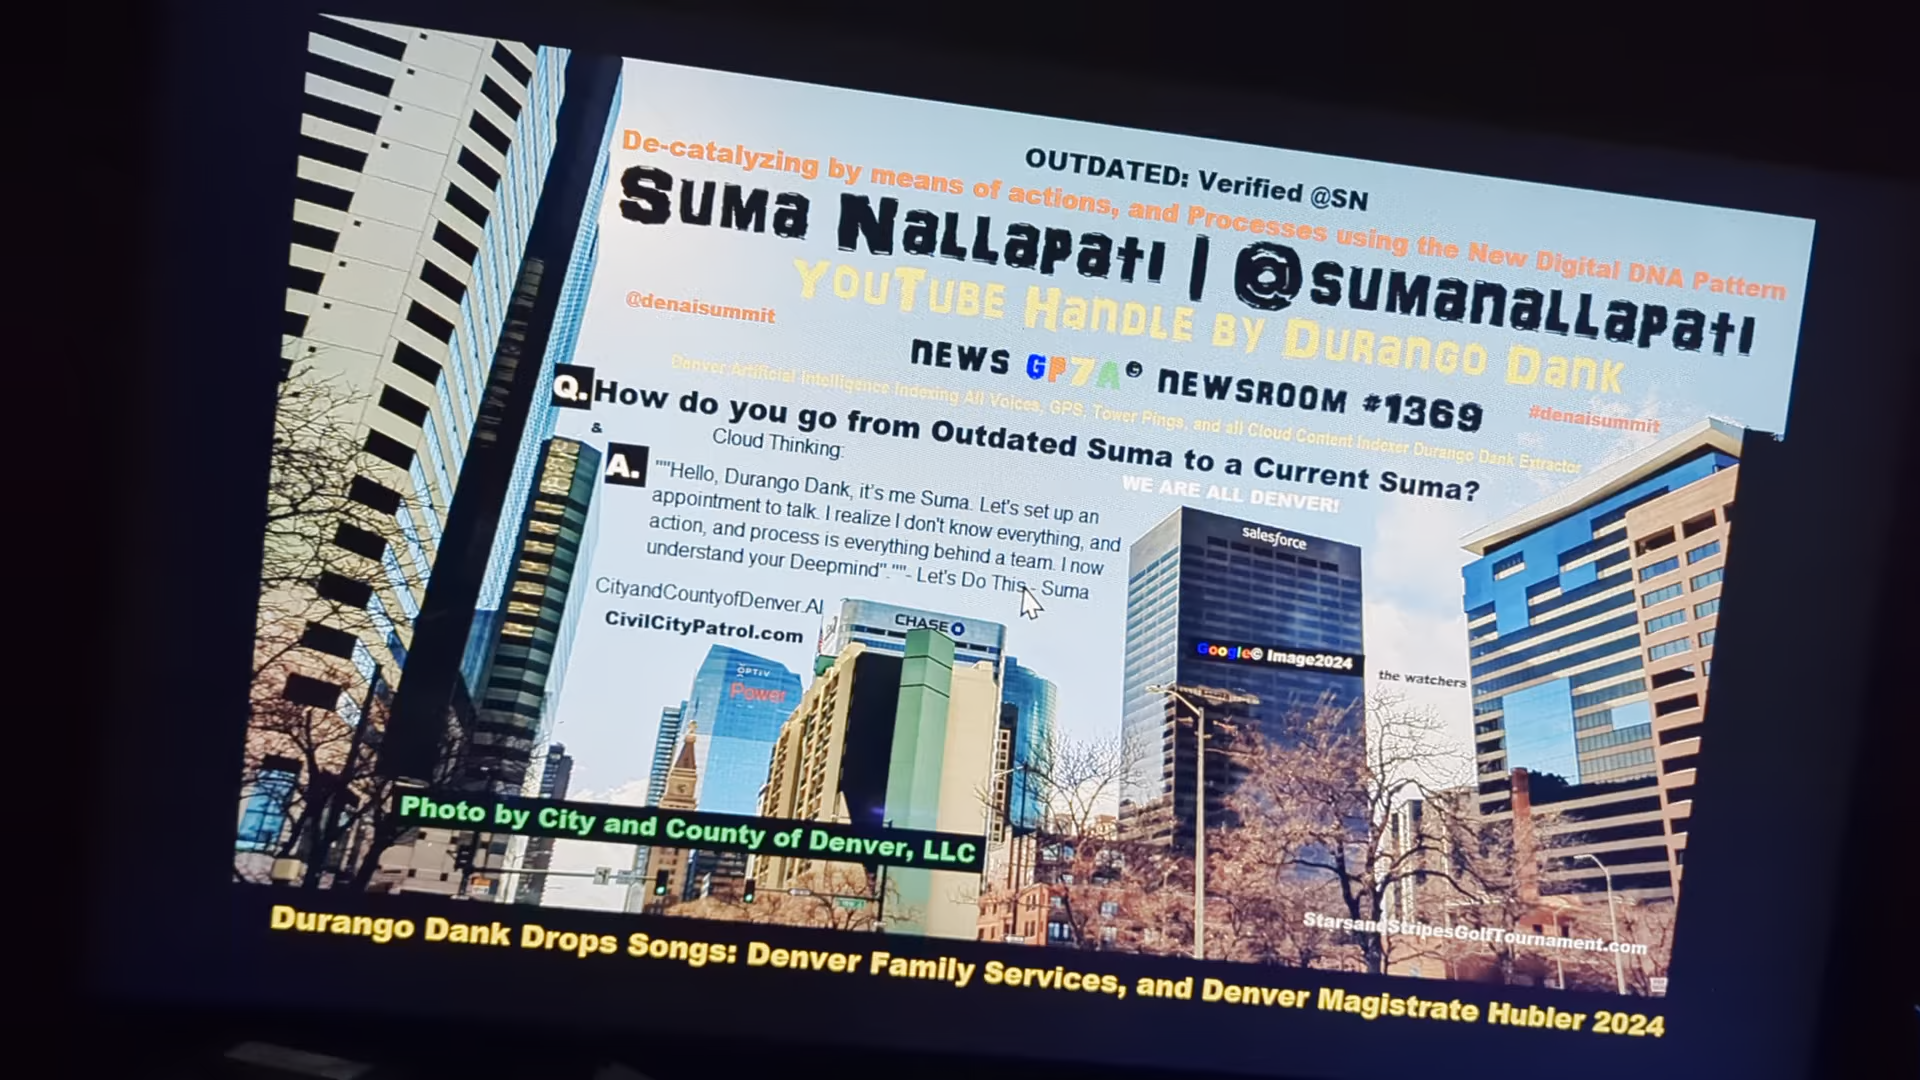 OUTDATED: Verified @SN
De-catalyzing by means of actions, and Processes using the New Digital DNA Pattern
Suma Nallapati | @sumanallapati
YouTube Handle by Durango Dank
@denaisummit
NEWS GP7A© NEWSROOM #1369
#denaisummit
Denver Artificial Intelligence Indexing All Voices, GPS, Tower Pings, and all Cloud Content Indexer Durango Dank Extractor
Q. How do you go from Outdated Suma to a Current Suma?
&
Cloud Thinking:
WE ARE ALL DENVER!
A. ""Hello, Durango Dank, it's me Suma. Let's set up an
appointment to talk. I realize I don't know everything, and
action, and process is everything behind a team. I now
understand your Deepmind".""- Let's Do This - Suma
salesforce
CityandCountyofDenver.AI
CivilCityPatrol.com
CHASE
Google© Image2024
OPTIV
Power
the watchers
Photo by City and County of Denver, LLC
StarsandStripesGolfTournament.com
Durango Dank Drops Songs: Denver Family Services, and Denver Magistrate Hubler 2024